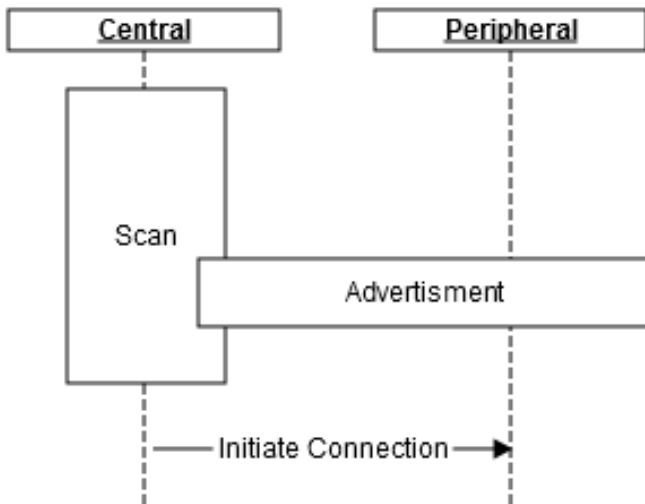 Central
Peripheral
Scan
Advertisment
Initiate Connection